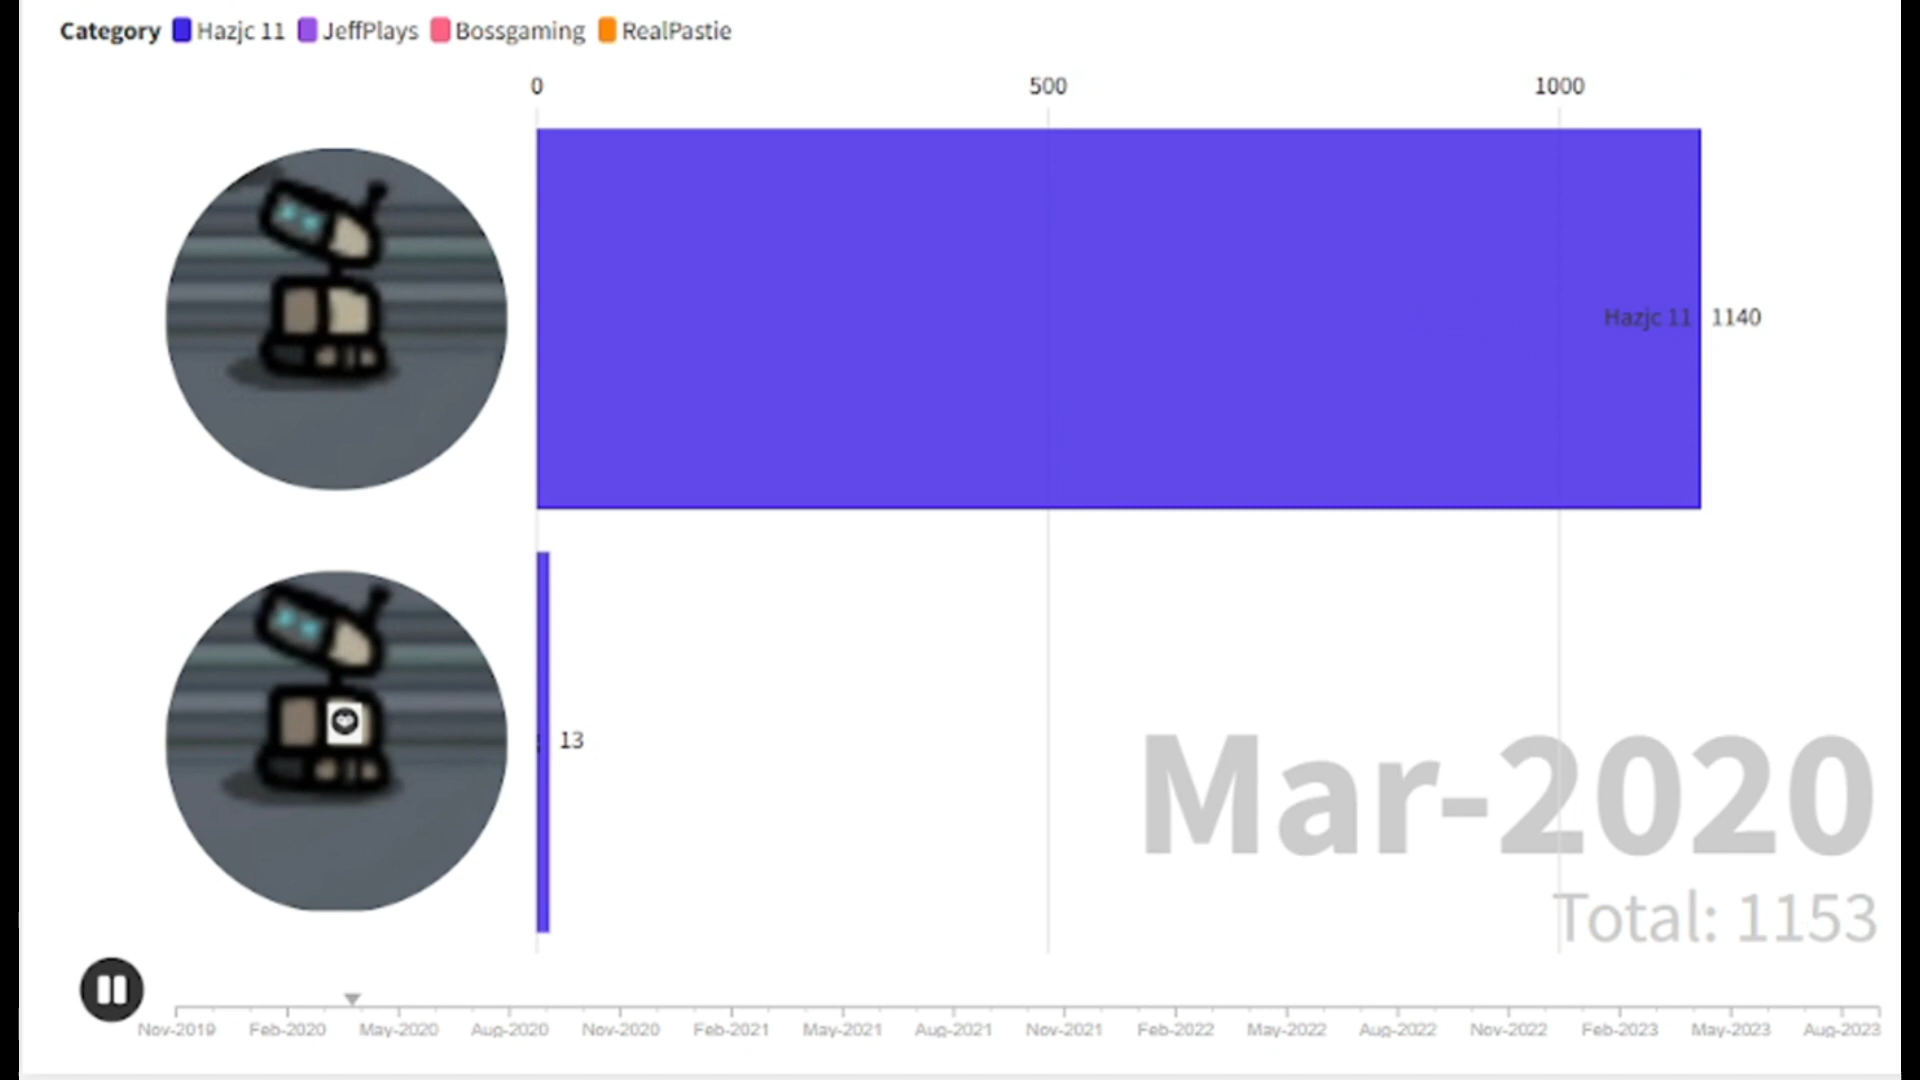 Category Hazjc 11 JeffPlays Bossgaming RealPastie
0 500 1000
Hazjc 11 1140
13
Mar-2020
Total: 1153
Nov-2019 Feb-2020 May-2020 Aug-2020 Nov-2020 Feb-2021 May-2021 Aug-2021 Nov-2021 Feb-2022 May-2022 Aug-2022 Nov-2022 Feb-2023 May-2023 Aug-2023